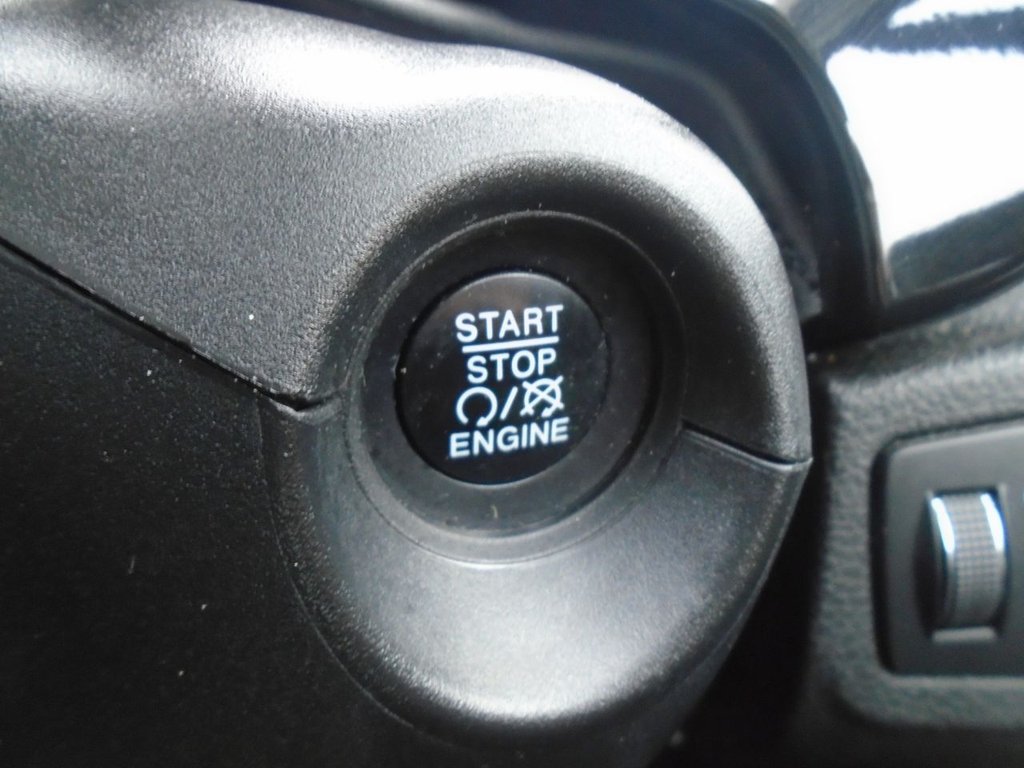 START
STOP
/
ENGINE